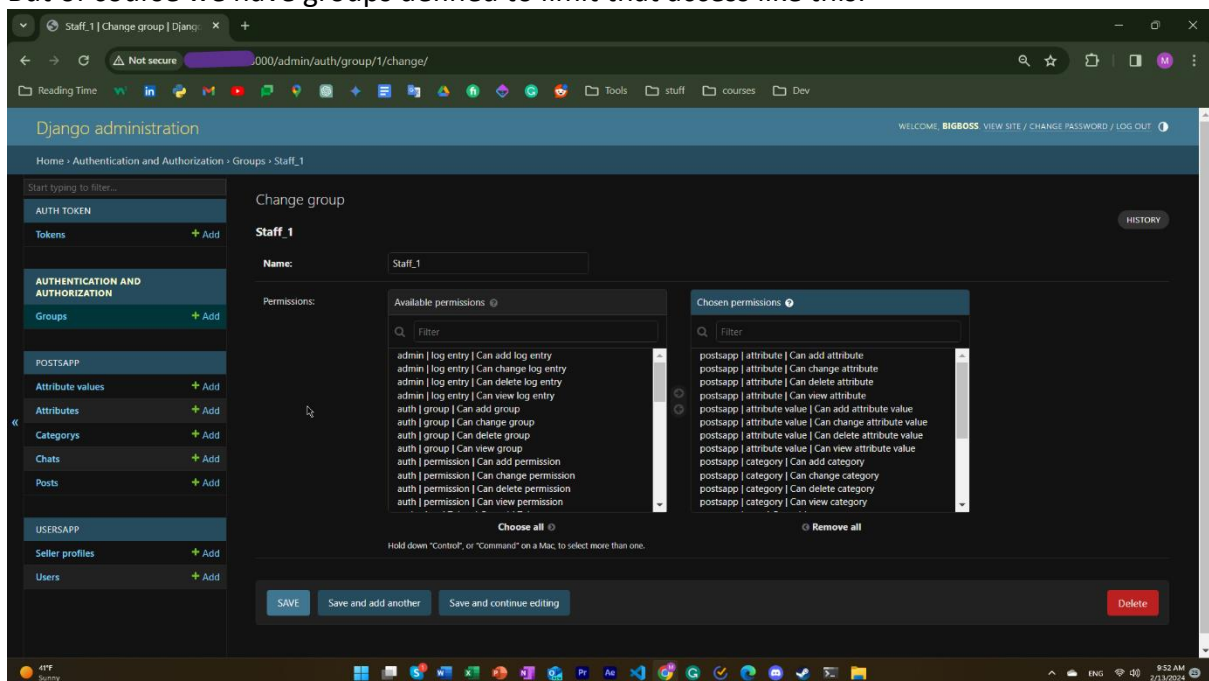 But of course we have groups defined to limit that access like this:
Staff_1 | Change group | Djang
Not secure
000/admin/auth/group/1/change/
Reading Time
Tools
stuff
courses
Dev
Django administration
WELCOME, BIGBOSS. VIEW SITE / CHANGE PASSWORD / LOG OUT
Home › Authentication and Authorization › Groups › Staff_1
Start typing to filter...
AUTH TOKEN
Tokens + Add
AUTHENTICATION AND
AUTHORIZATION
Groups + Add
POSTSAPP
Attribute values + Add
Attributes + Add
Categorys + Add
Chats + Add
Posts + Add
USERSAPP
Seller profiles + Add
Users + Add
Change group
HISTORY
Staff_1
Name: Staff_1
Permissions:
Available permissions
Filter
admin | log entry | Can add log entry
admin | log entry | Can change log entry
admin | log entry | Can delete log entry
admin | log entry | Can view log entry
auth | group | Can add group
auth | group | Can change group
auth | group | Can delete group
auth | group | Can view group
auth | permission | Can add permission
auth | permission | Can change permission
auth | permission | Can delete permission
auth | permission | Can view permission
Choose all
Hold down "Control", or "Command" on a Mac, to select more than one.
Chosen permissions
Filter
postsapp | attribute | Can add attribute
postsapp | attribute | Can change attribute
postsapp | attribute | Can delete attribute
postsapp | attribute | Can view attribute
postsapp | attribute value | Can add attribute value
postsapp | attribute value | Can change attribute value
postsapp | attribute value | Can delete attribute value
postsapp | attribute value | Can view attribute value
postsapp | category | Can add category
postsapp | category | Can change category
postsapp | category | Can delete category
postsapp | category | Can view category
Remove all
SAVE
Save and add another
Save and continue editing
Delete
41°F
Sunny
ENG
9:52 AM
2/13/2024